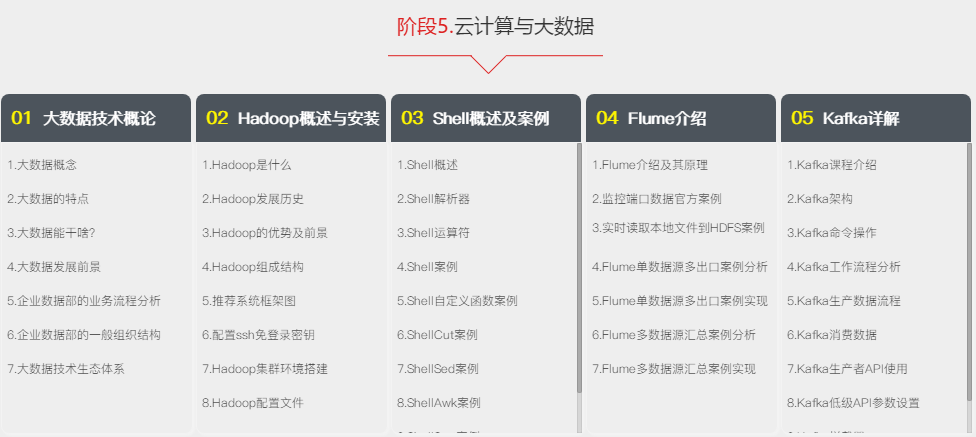 阶段5.云计算与大数据
01 大数据技术概论
1.大数据概念
2.大数据的特点
3.大数据能干啥?
4.大数据发展前景
5.企业数据部的业务流程分析
6.企业数据部的一般组织结构
7.大数据技术生态体系
02 Hadoop概述与安装
1.Hadoop是什么
2.Hadoop发展历史
3.Hadoop的优势及前景
4.Hadoop组成结构
5.推荐系统框架图
6.配置ssh免登录密钥
7.Hadoop集群环境搭建
8.Hadoop配置文件
03 Shell概述及案例
1.Shell概述
2.Shell解析器
3.Shell运算符
4.Shell案例
5.Shell自定义函数案例
6.ShellCut案例
7.ShellSed案例
8.ShellAwk案例
04 Flume介绍
1.Flume介绍及其原理
2.监控端口数据官方案例
3.实时读取本地文件到HDFS案例
4.Flume单数据源多出口案例分析
5.Flume单数据源多出口案例实现
6.Flume多数据源汇总案例分析
7.Flume多数据源汇总案例实现
05 Kafka详解
1.Kafka课程介绍
2.Kafka架构
3.Kafka命令操作
4.Kafka工作流程分析
5.Kafka生产数据流程
6.Kafka消费数据
7.Kafka生产者API使用
8.Kafka低级API参数设置